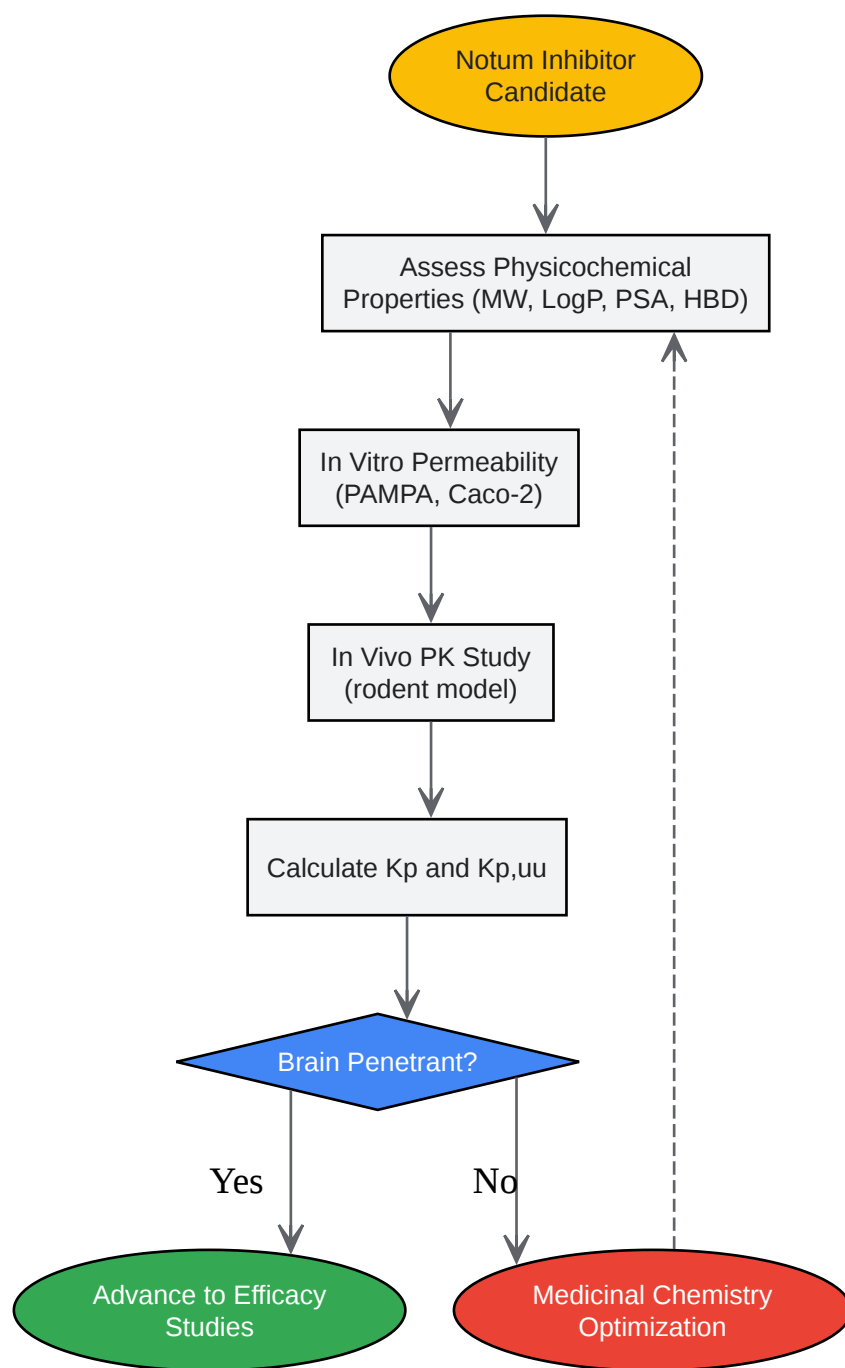 Notum Inhibitor
Candidate
Assess Physicochemical
Properties (MW, LogP, PSA, HBD)
In Vitro Permeability
(PAMPA, Caco-2)
In Vivo PK Study
(rodent model)
Calculate Kp and Kp,uu
Brain Penetrant?
Yes
No
Advance to Efficacy
Studies
Medicinal Chemistry
Optimization